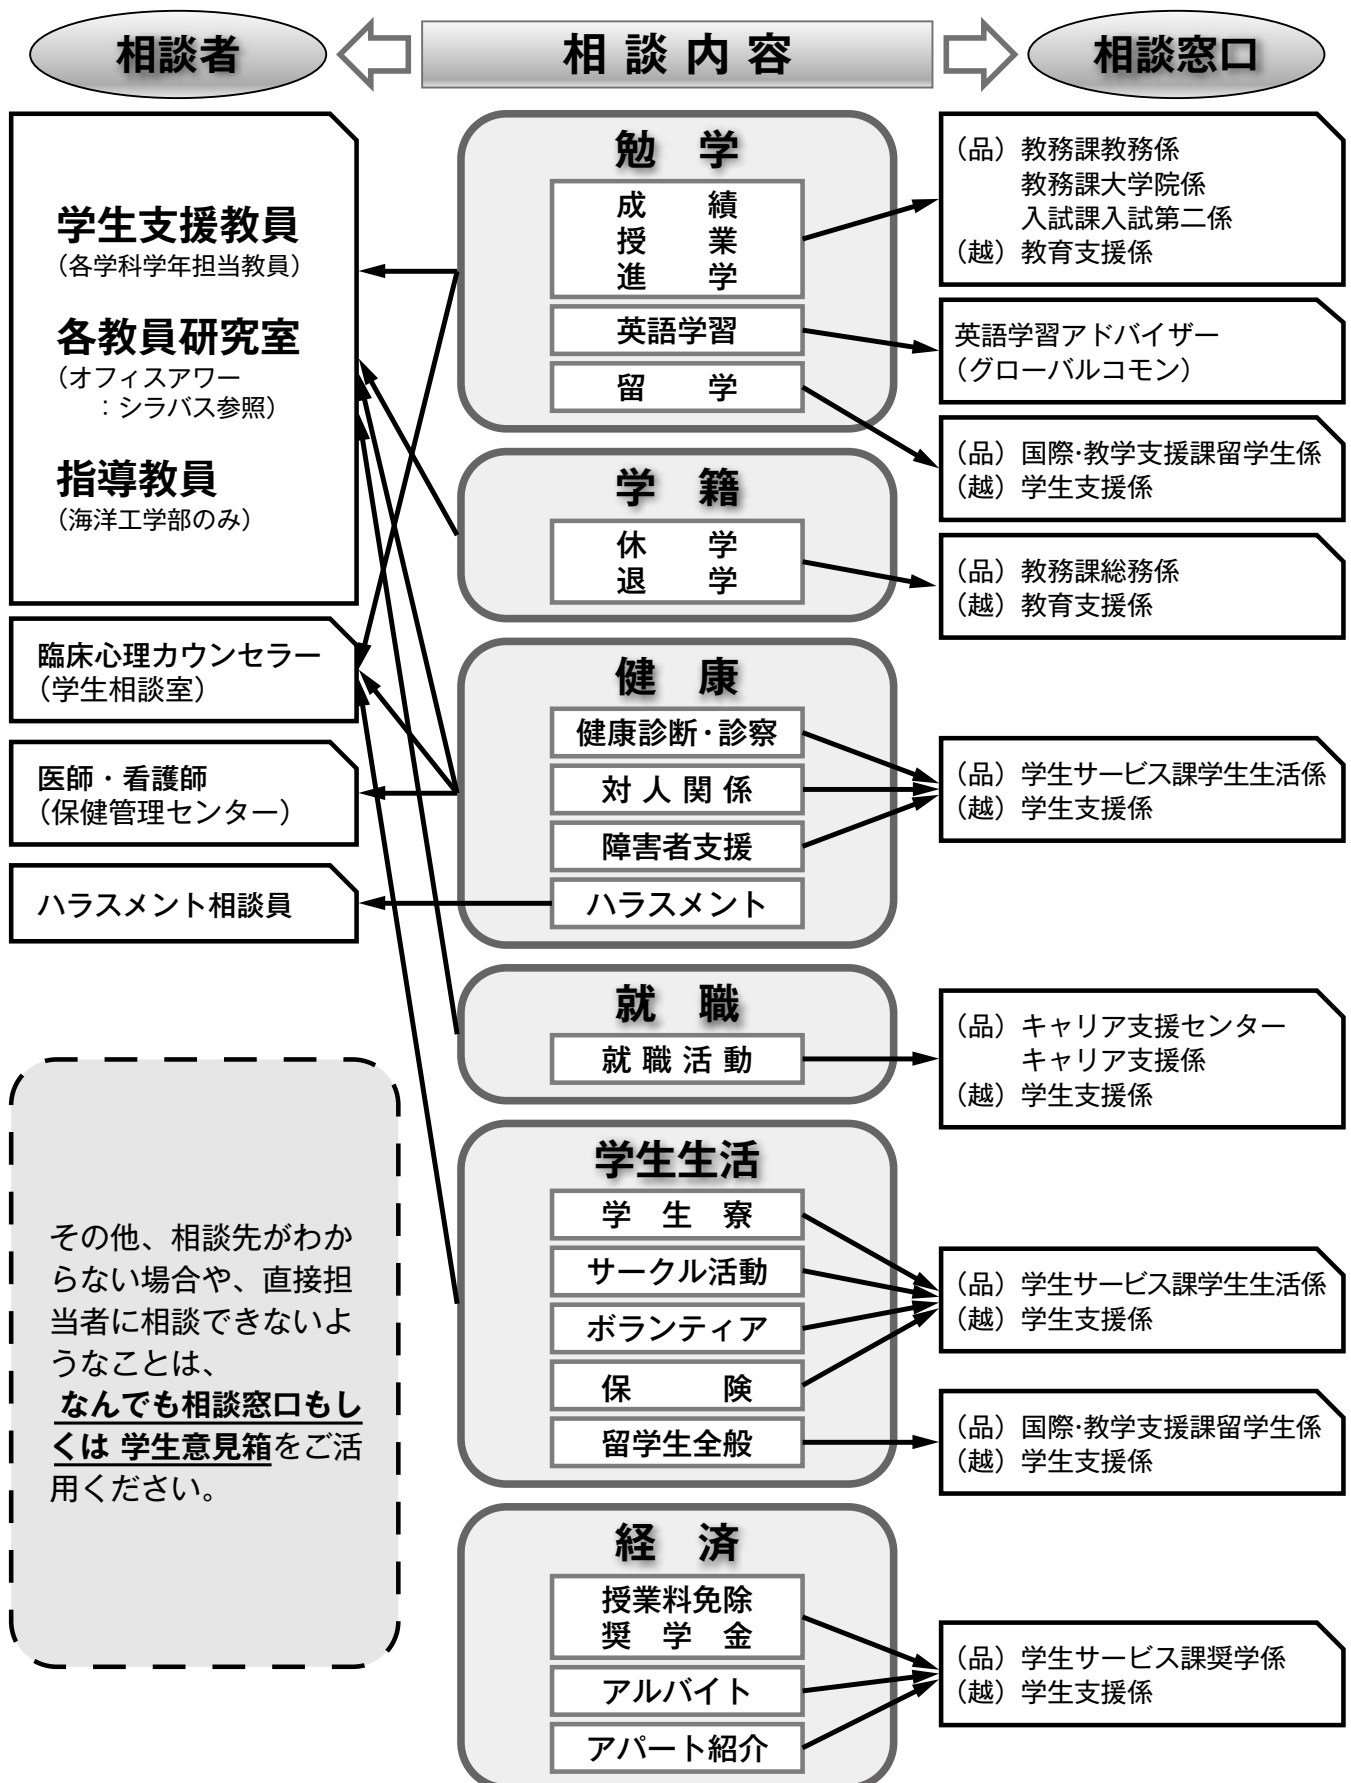 相談者
相談内容
相談窓口
学生支援教員
（各学科学年担当教員）
各教員研究室
（オフィスアワー
：シラバス参照）
指導教員
（海洋工学部のみ）
臨床心理カウンセラー
（学生相談室）
医師・看護師
（保健管理センター）
ハラスメント相談員
その他、相談先がわか
らない場合や、直接担
当者に相談できないよ
うなことは、
なんでも相談窓口もし
くは 学生意見箱をご活
用ください。
勉　学
成　績
授　業
進　学
英語学習
留　学
学　籍
休　学
退　学
健　康
健康診断・診察
対人関係
障害者支援
ハラスメント
就　職
就職活動
学生生活
学　生　寮
サークル活動
ボランティア
保　険
留学生全般
経　済
授業料免除
奨　学　金
アルバイト
アパート紹介
（品）教務課教務係
教務課大学院係
入試課入試第二係
（越）教育支援係
英語学習アドバイザー
（グローバルコモン）
（品）国際・教学支援課留学生係
（越）学生支援係
（品）教務課総務係
（越）教育支援係
（品）学生サービス課学生生活係
（越）学生支援係
（品）キャリア支援センター
キャリア支援係
（越）学生支援係
（品）学生サービス課学生生活係
（越）学生支援係
（品）国際・教学支援課留学生係
（越）学生支援係
（品）学生サービス課奨学係
（越）学生支援係